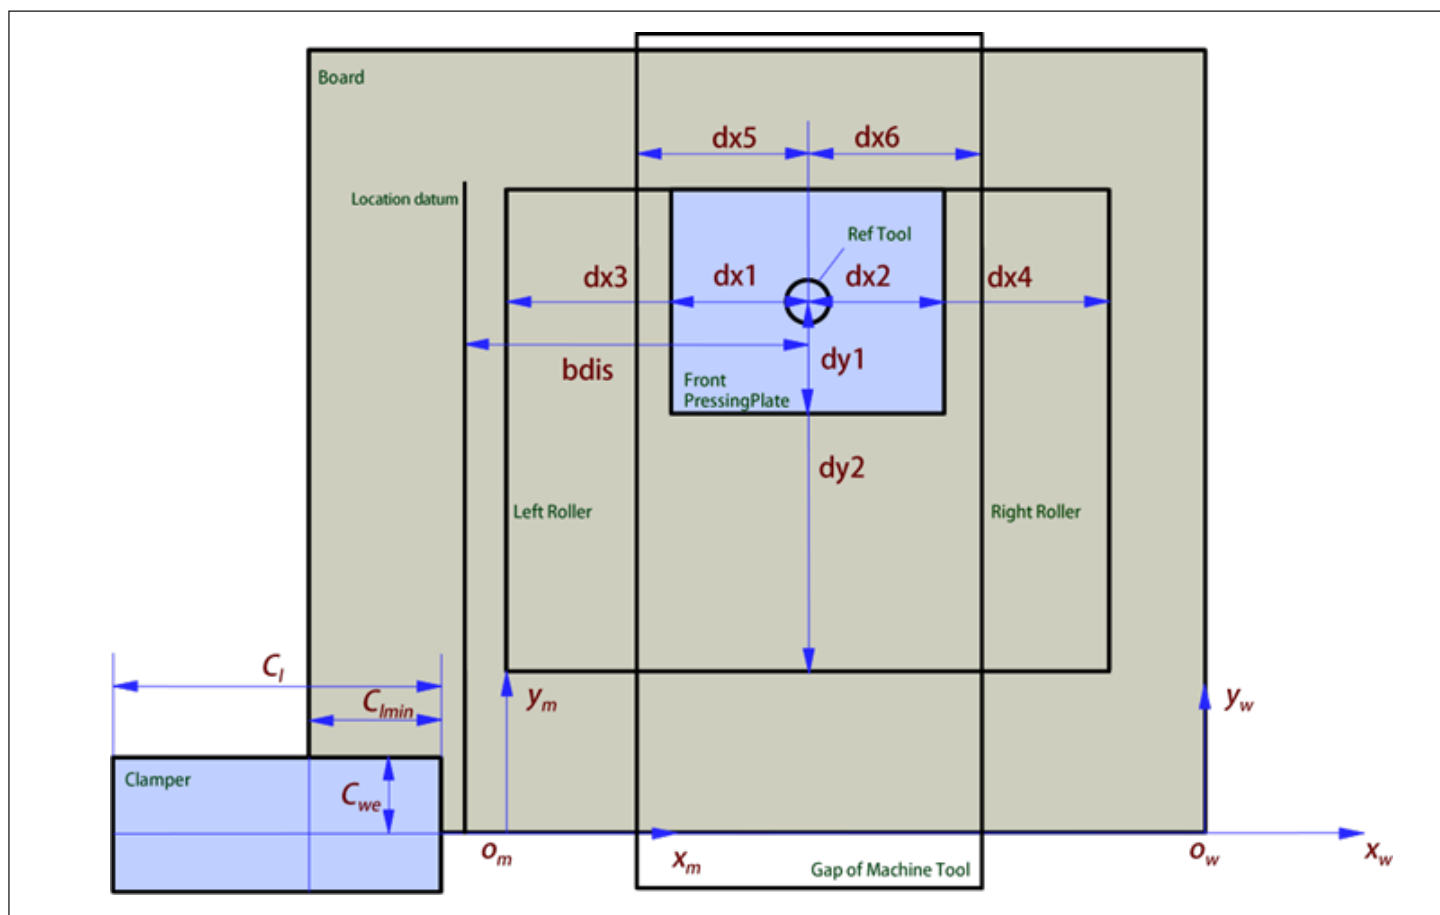 Board
dx5
dx6
Location datum
Ref Tool
dx3
dx1
dx2
dx4
bdis
dy1
Front
PressingPlate
dy2
Left Roller
Right Roller
Cl
Clmin
ym
yw
Clamper
Cwe
om
xm
Gap of Machine Tool
ow
xw